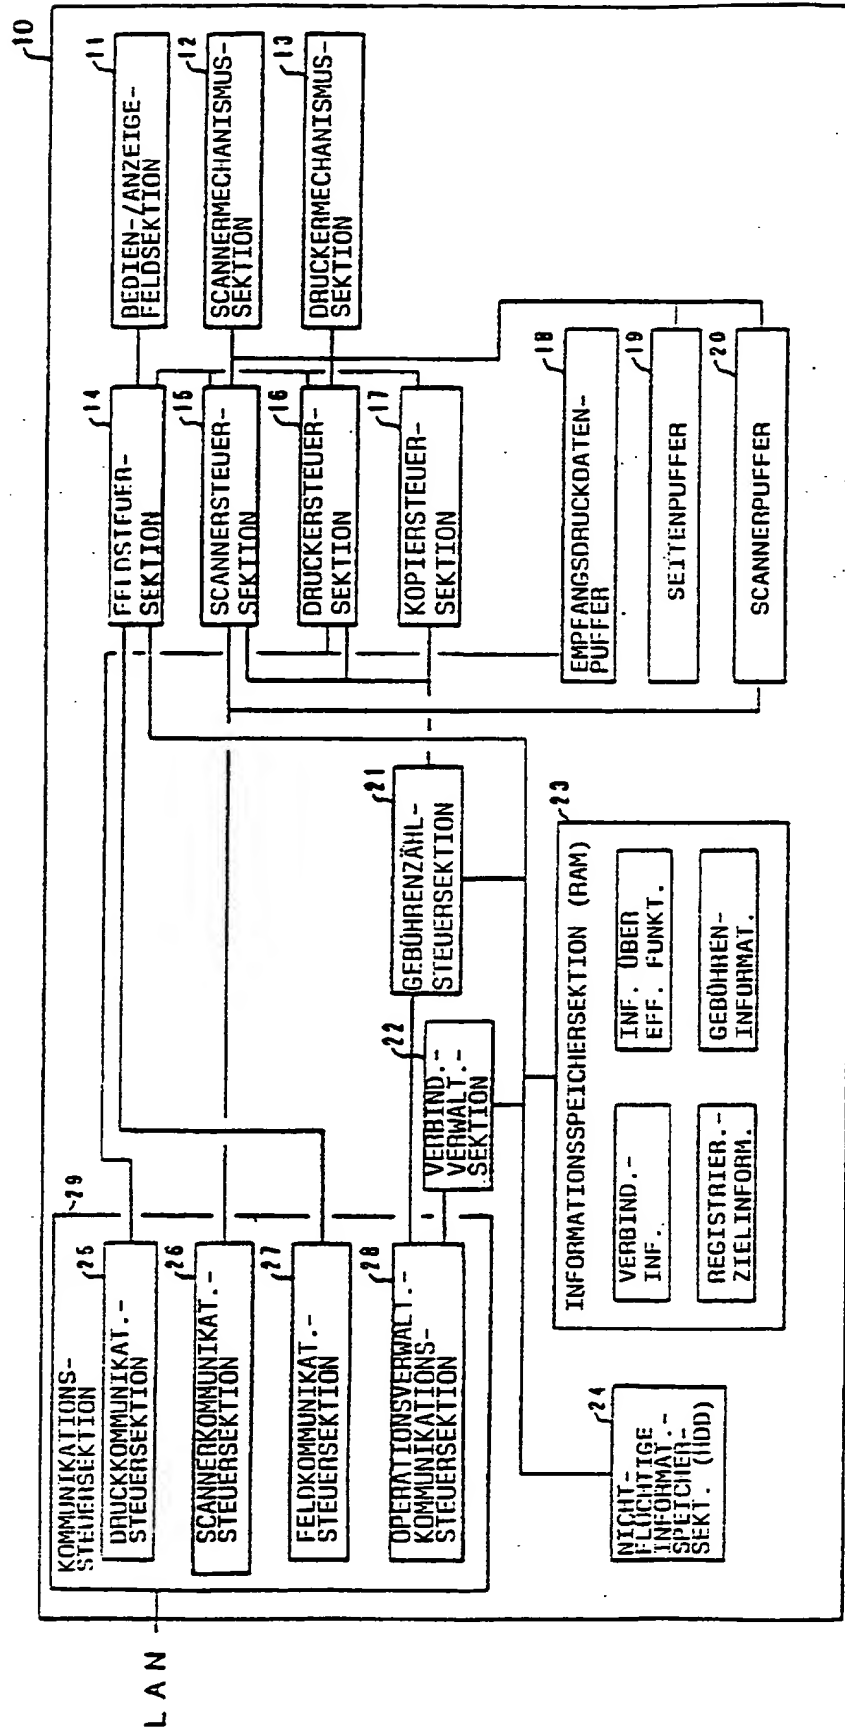 10
11
BEDIEN-/ANZEIGE-
FELDSEKTION
12
SCANNERMECHANISMUS-
SEKTION
13
DRUCKERMECHANISMUS-
SEKTION
14
FELDSTEUER-
SEKTION
15
SCANNERSTEUER-
SEKTION
16
DRUCKERSTEUER-
SEKTION
17
KOPIERSTEUER-
SEKTION
18
EMPFANGSDRUCKDATEN-
PUFFER
19
SEITENPUFFER
20
SCANNERPUFFER
21
GEBÜHRENZÄHL-
STEUERSEKTION
22
VERBIND.-
VERWALT.-
SEKTION
23
INFORMATIONSSPEICHERSEKTION (RAM)
VERBIND.-
INF.
INF. ÜBER
EFF. FUNKT.
REGISTRIER.-
ZIELINFORM.
GEBÜHREN-
INFORMAT.
29
KOMMUNIKATIONS-
STEUERSEKTION
25
DRUCKKOMMUNIKAT.-
STEUERSEKTION
26
SCANNERKOMMUNIKAT.-
STEUERSEKTION
27
FELDKOMMUNIKAT.-
STEUERSEKTION
28
OPERATIONSVERWALT.-
KOMMUNIKATIONS-
STEUERSEKTION
24
NICHT-
FLÜCHTIGE
INFORMAT.-
SPEICHER-
SEKT. (HDD)
LAN